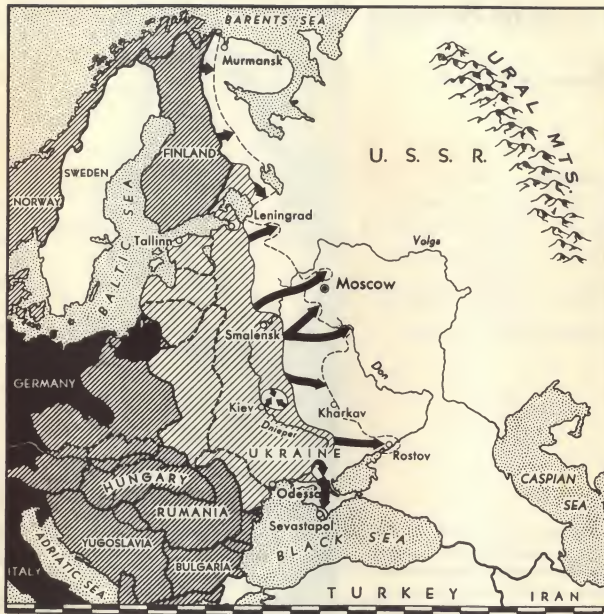 BARENTS SEA
Murmansk
URAL MTS
U. S. S. R.
FINLAND
SWEDEN
NORWAY
Leningrad
Tallinn
BALTIC SEA
Volga
Moscow
Smalensk
GERMANY
Don
Kiev
Kharkav
Dnieper
UKRAINE
Rostov
HUNGARY
Odessa
CASPIAN
SEA
RUMANIA
Sevastapol
YUGOSLAVIA
BLACK SEA
ADRIATIC SEA
BULGARIA
ITALY
TURKEY
IRAN